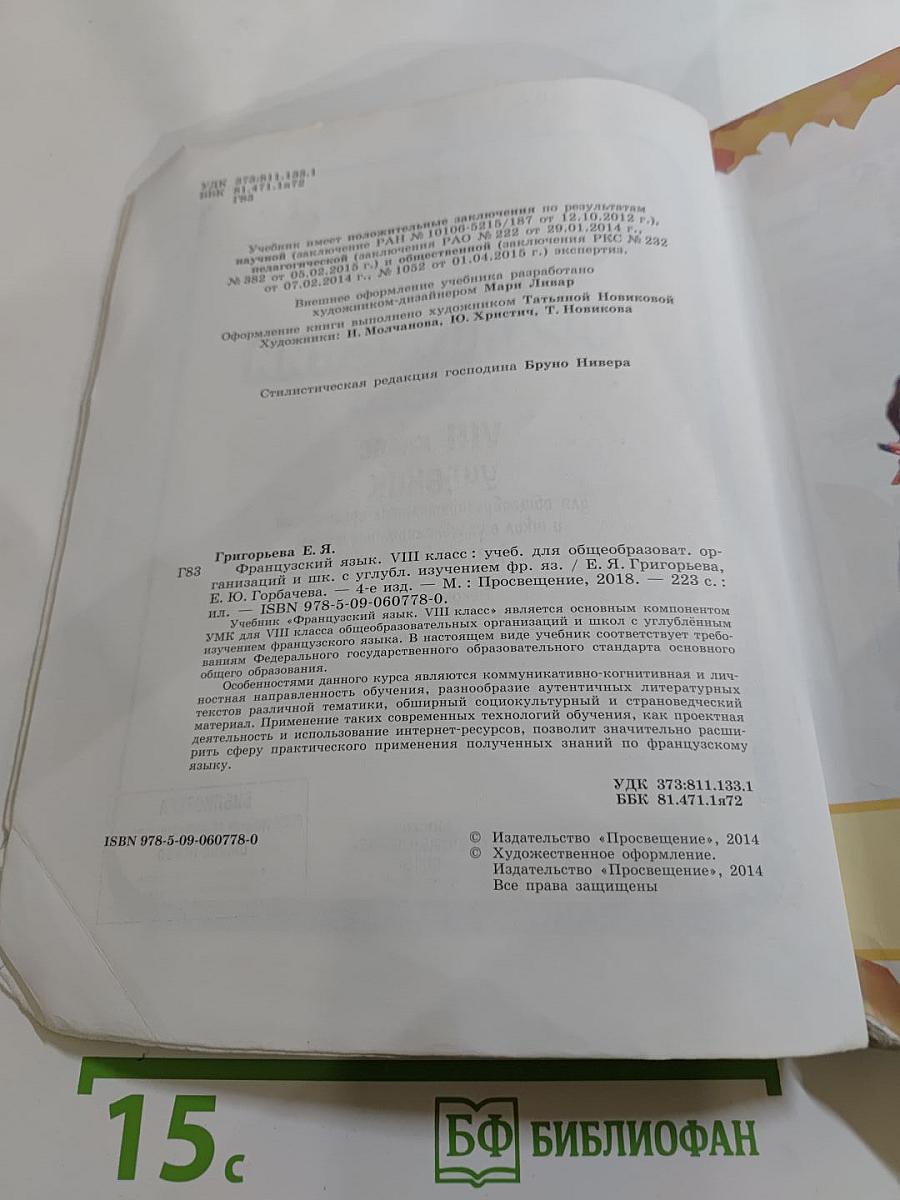 УДК 373:811.133.1
ББК 81.471.1я72
Г83
Учебник имеет положительные заключения по результатам
научной (заключение РАН № 10106-5215/187 от 12.10.2012 г.),
педагогической (заключения РАО № 222 от 29.01.2014 г.,
№ 382 от 05.02.2015 г.) и общественной (заключения РКС № 232
от 07.02.2014 г., № 1052 от 01.04.2015 г.) экспертиз.
Внешнее оформление учебника разработано
художником-дизайнером Мари Ливар
Оформление книги выполнено художником Татьяной Новиковой
Художники: И. Молчанова, Ю. Христич, Т. Новикова
Стилистическая редакция господина Бруно Нивера
Григорьева Е. Я.
Г83 Французский язык. VIII класс : учеб. для общеобразоват. ор-
ганизаций и шк. с углубл. изучением фр. яз. / Е. Я. Григорьева,
Е. Ю. Горбачева. — 4-е изд. — М. : Просвещение, 2018. — 223 с. :
ил. — ISBN 978-5-09-060778-0.
Учебник «Французский язык. VIII класс» является основным компонентом
УМК для VIII класса общеобразовательных организаций и школ с углублённым
изучением французского языка. В настоящем виде учебник соответствует требо-
ваниям Федерального государственного образовательного стандарта основного
общего образования.
Особенностями данного курса являются коммуникативно-когнитивная и лич-
ностная направленность обучения, разнообразие аутентичных литературных
текстов различной тематики, обширный социокультурный и страноведческий
материал. Применение таких современных технологий обучения, как проектная
деятельность и использование интернет-ресурсов, позволит значительно расши-
рить сферу практического применения полученных знаний по французскому
языку.
УДК 373:811.133.1
ББК 81.471.1я72
ISBN 978-5-09-060778-0
© Издательство «Просвещение», 2014
© Художественное оформление.
Издательство «Просвещение», 2014
Все права защищены
15 с
БФ БИБЛИОФАН